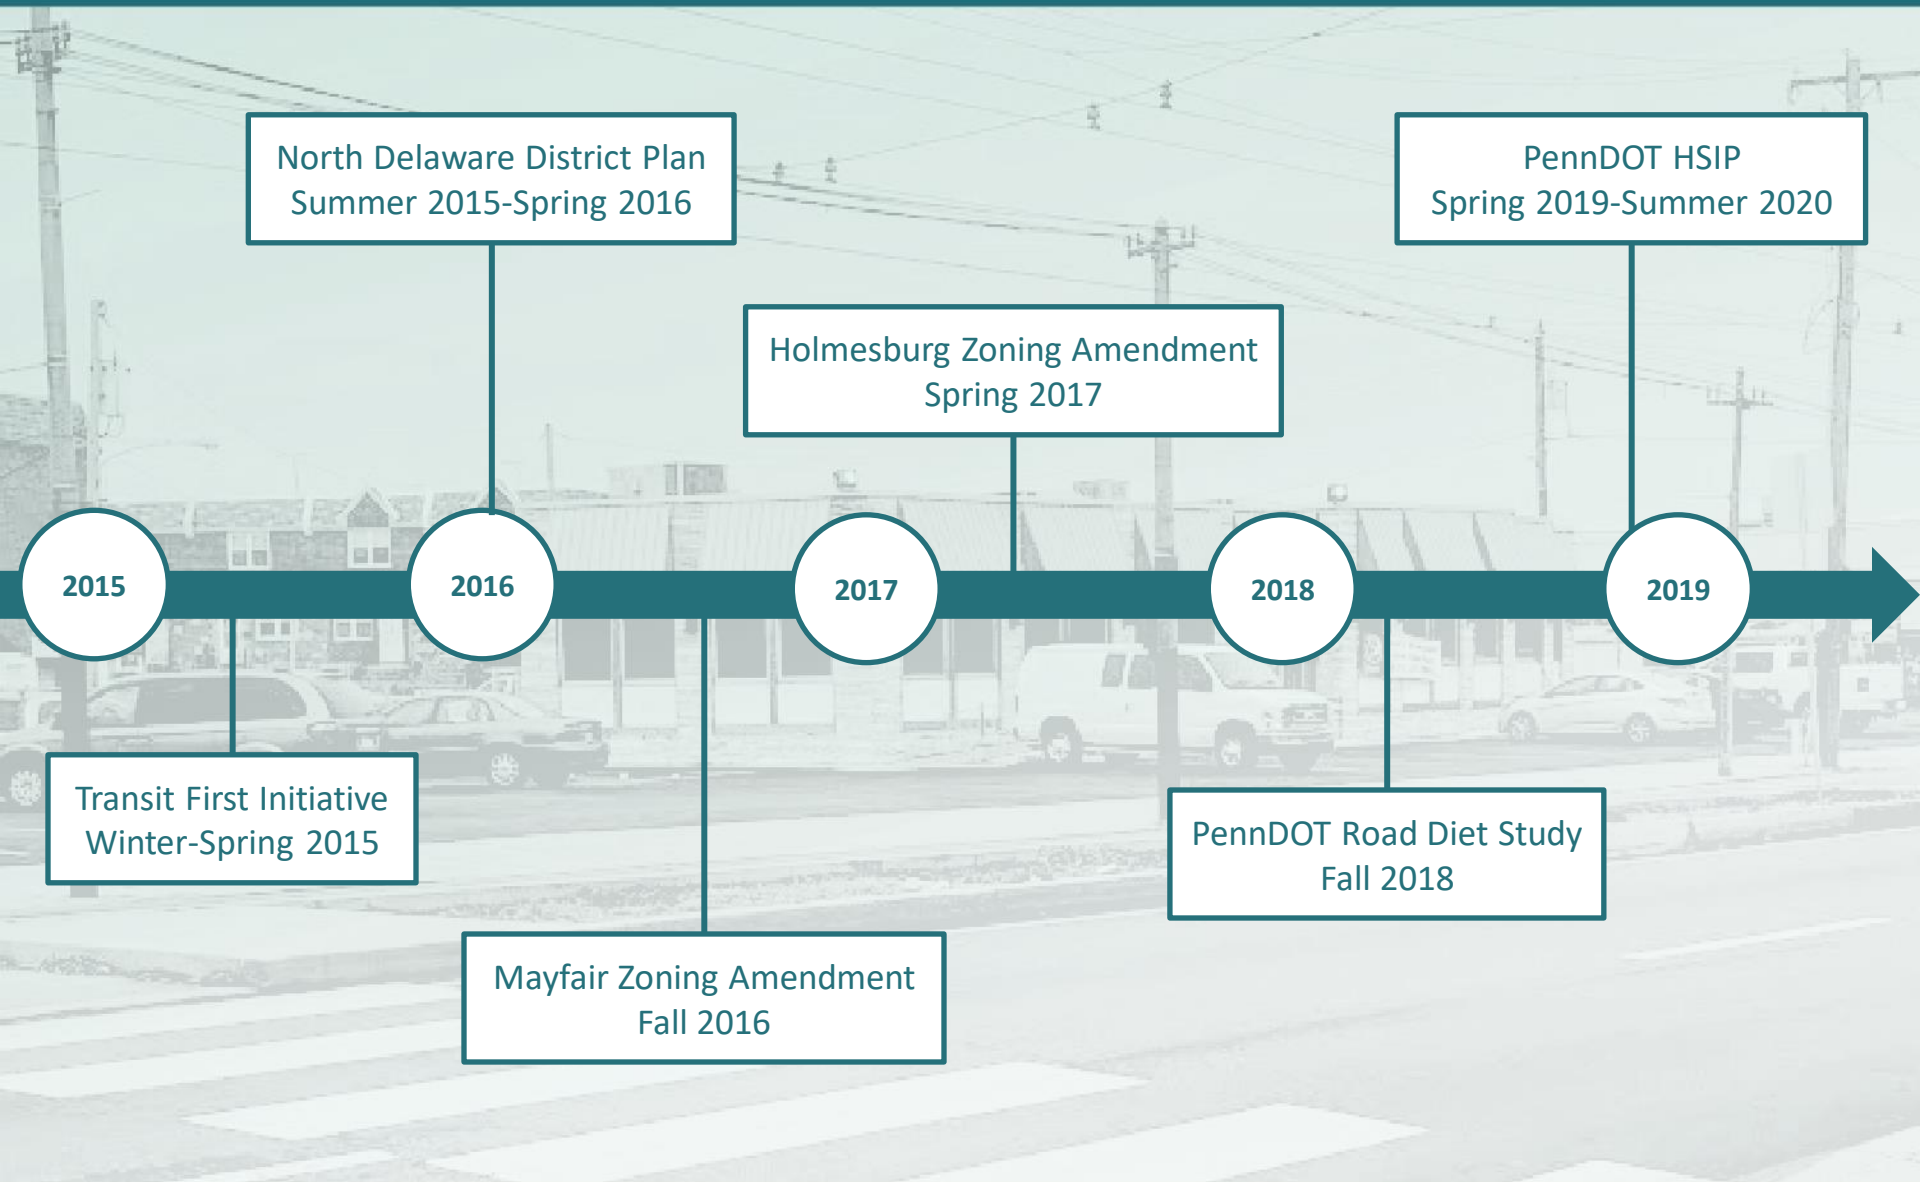 North Delaware District Plan
Summer 2015-Spring 2016
PennDOT HSIP
Spring 2019-Summer 2020
Holmesburg Zoning Amendment
Spring 2017
2015
2016
2017
2018
2019
Transit First Initiative
Winter-Spring 2015
PennDOT Road Diet Study
Fall 2018
Mayfair Zoning Amendment
Fall 2016